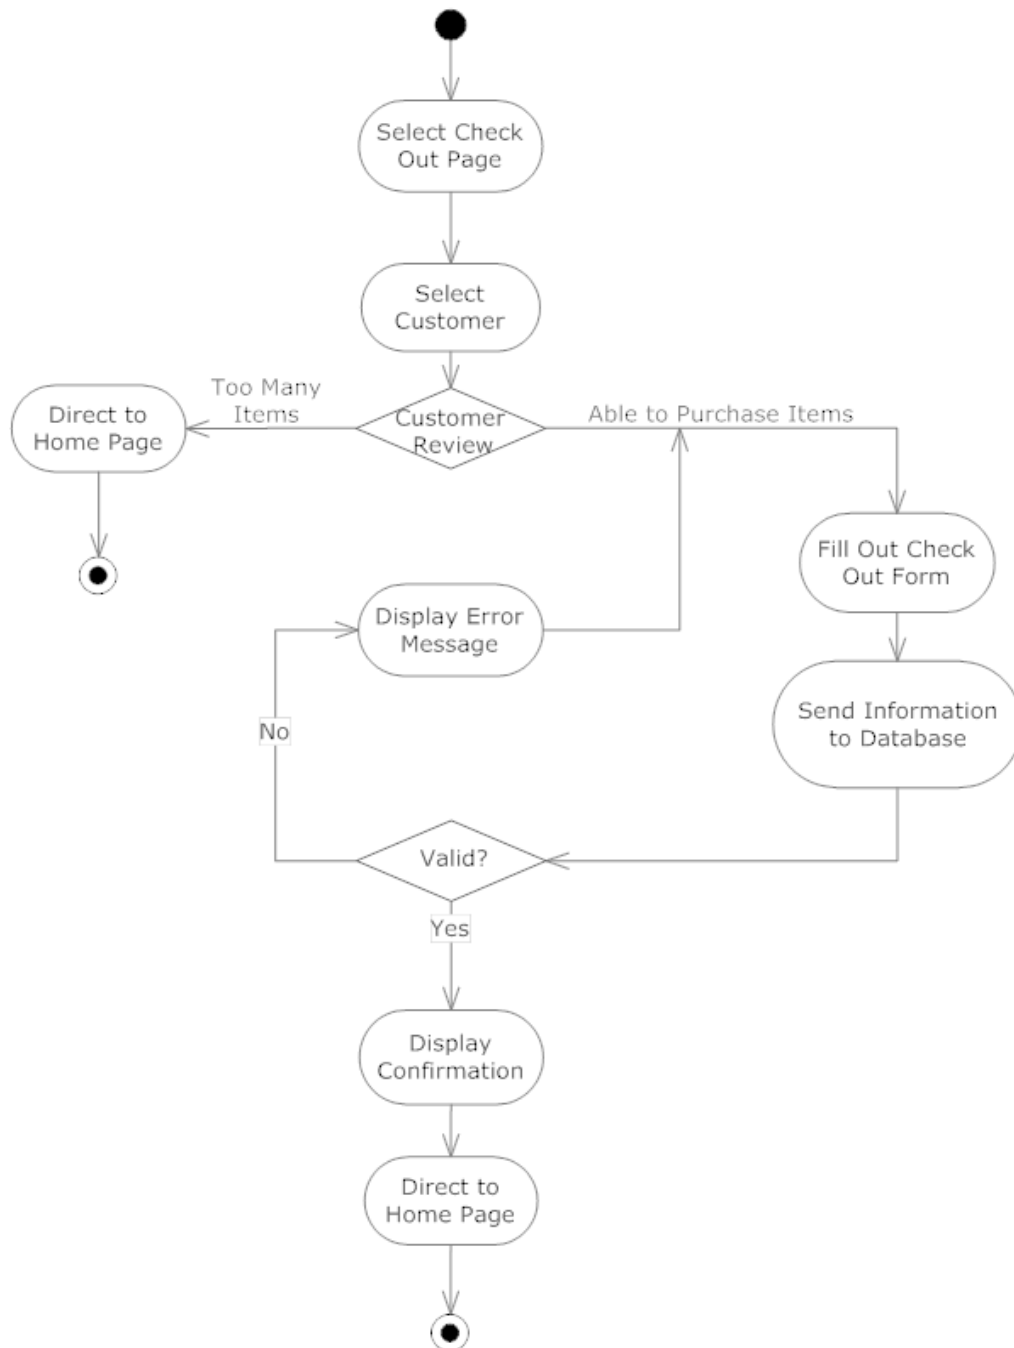 Select Check
Out Page
Select
Customer
Too Many
Items
Direct to
Home Page
Customer
Review
Able to Purchase Items
Fill Out Check
Out Form
Display Error
Message
Send Information
to Database
No
Valid?
Yes
Display
Confirmation
Direct to
Home Page